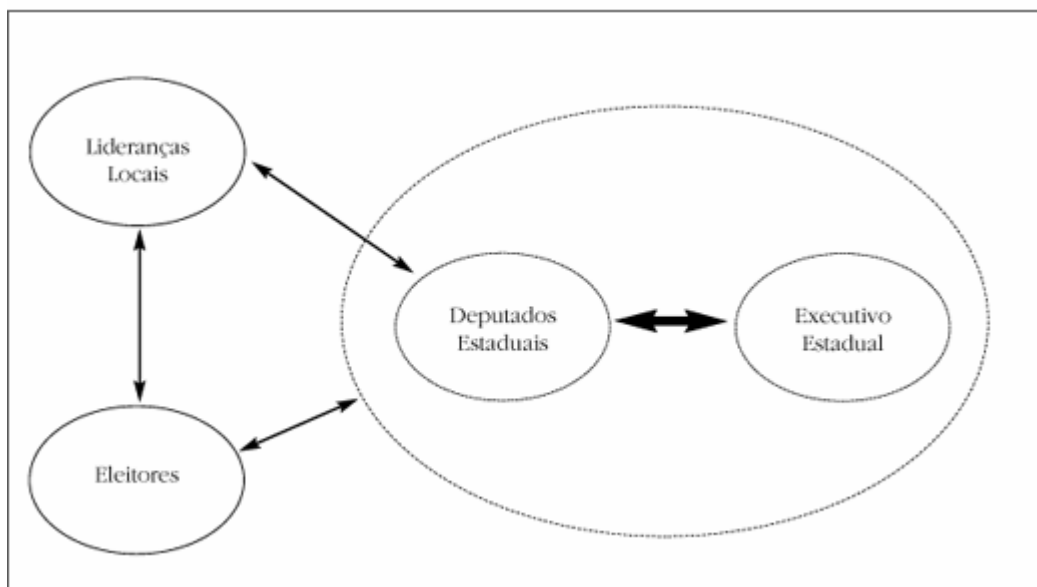 Lideranças
Locais
Deputados
Estaduais
Executivo
Estadual
Eleitores